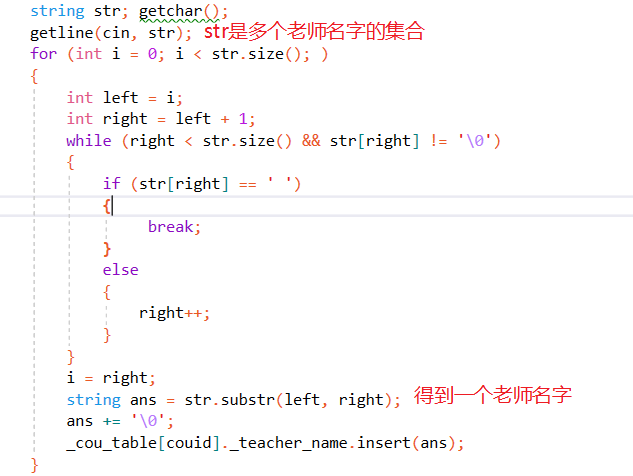 string str; getchar();
getline(cin, str); str是多个老师名字的集合
for (int i = 0; i < str.size(); )
{
int left = i;
int right = left + 1;
while (right < str.size() && str[right] != '\0')
{
if (str[right] == ' ')
{
break;
}
else
{
right++;
}
}
i = right;
string ans = str.substr(left, right); 得到一个老师名字
ans += '\0';
_cou_table[couid]._teacher_name.insert(ans);
}